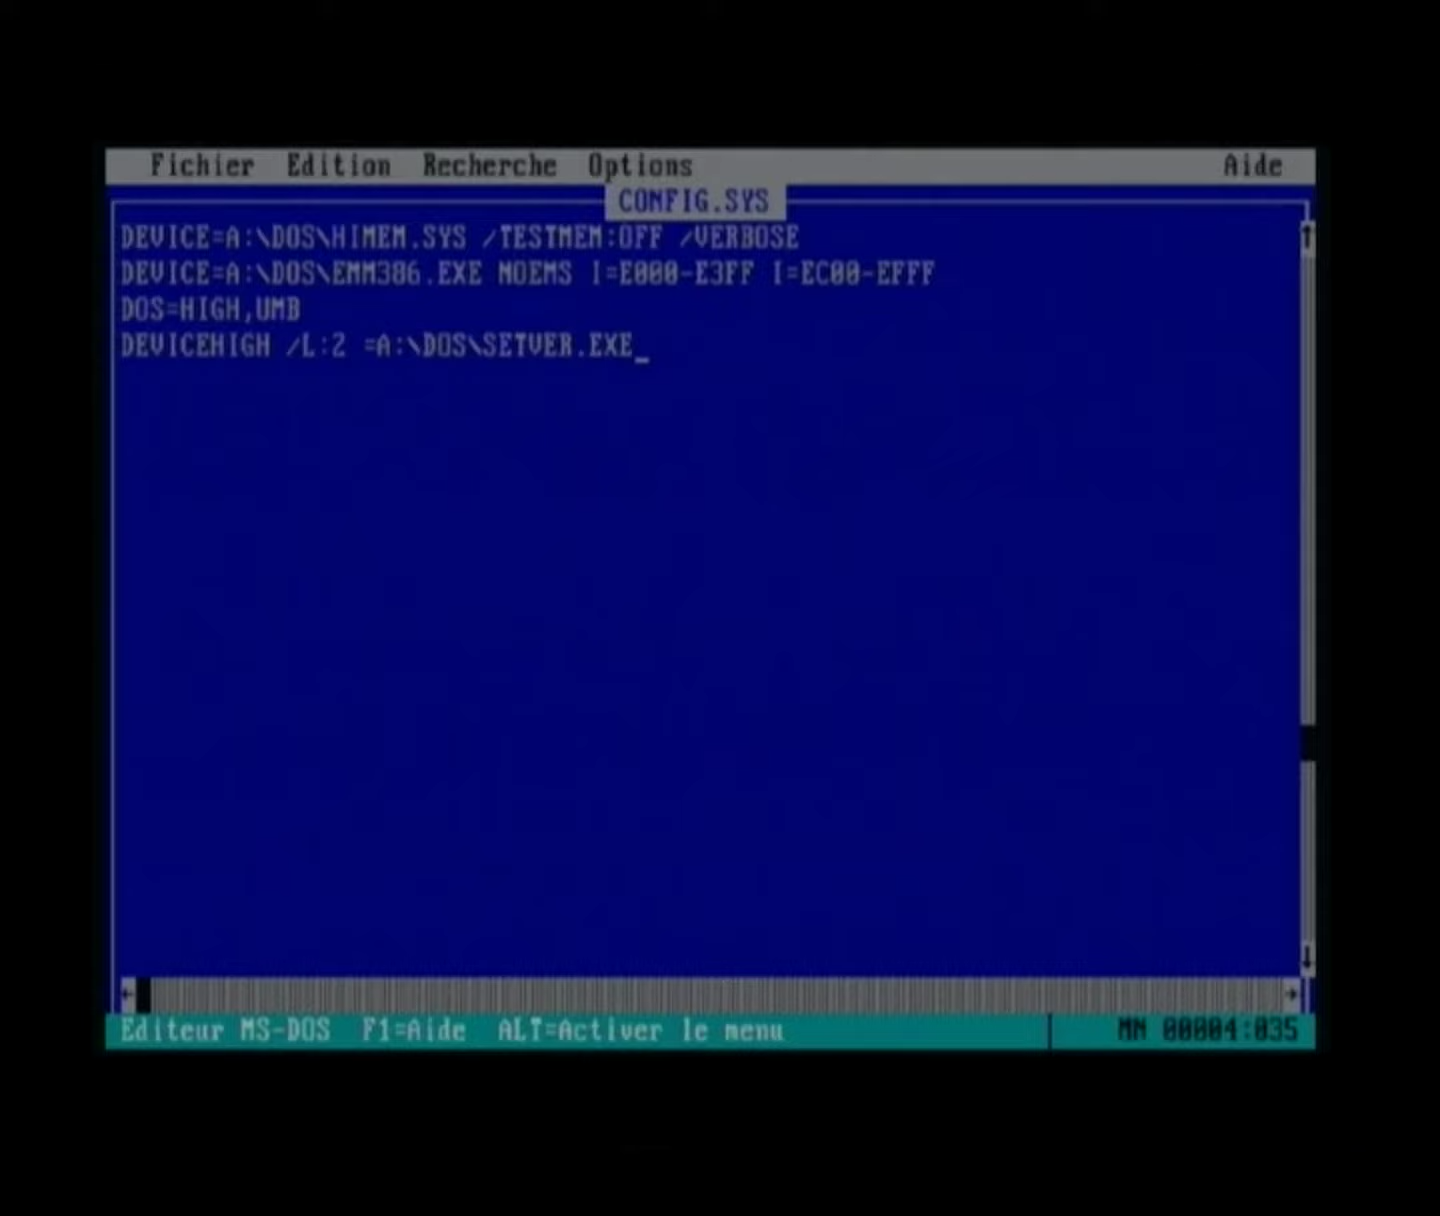 Fichier Edition Recherche Options Aide
CONFIG.SYS
DEVICE=A:\DOS\HIMEM.SYS /TESTMEM:OFF /VERBOSE
DEVICE=A:\DOS\EMM386.EXE NOEMS I=E000-E3FF I=EC00-EFFF
DOS=HIGH,UMB
DEVICEHIGH /L:2 =A:\DOS\SETVER.EXE_
Editeur MS-DOS F1=Aide ALT=Activer le menu MN 00004:035